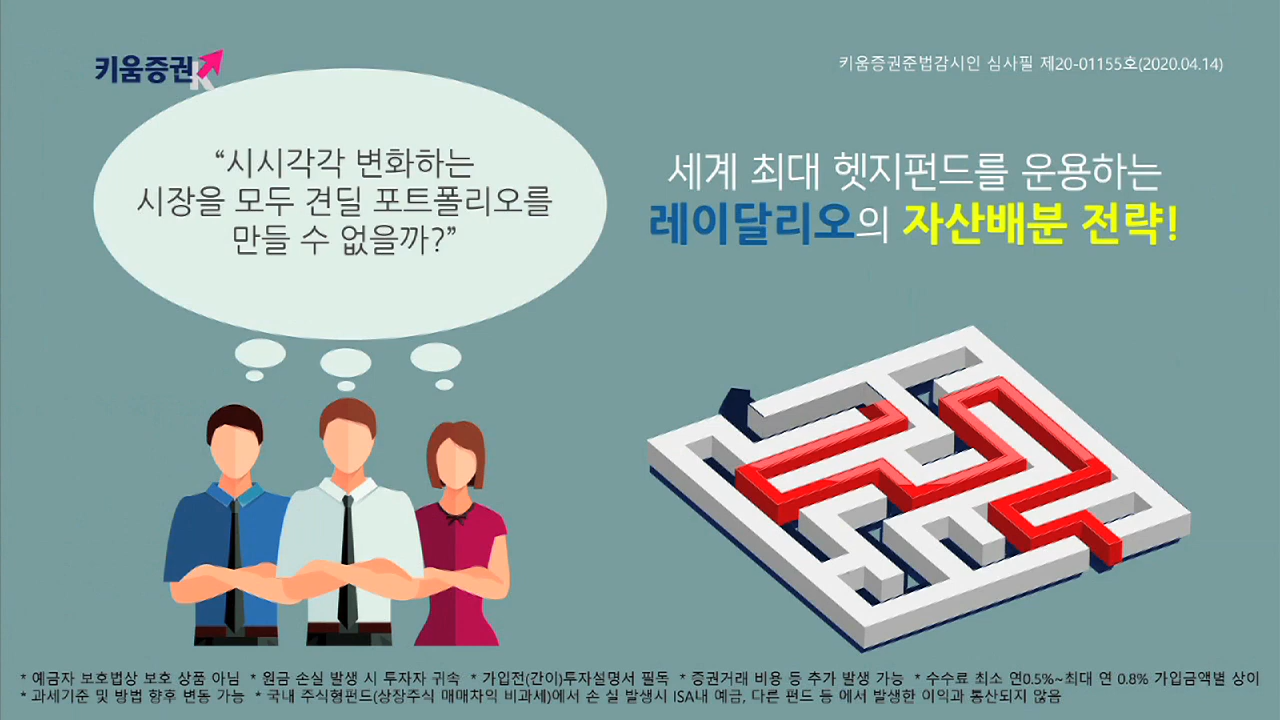 키움증권
키움증권준법감시인 심사필 제20-01155호(2020.04.14)
“시시각각 변화하는
시장을 모두 견딜 포트폴리오를
만들 수 없을까?”
세계 최대 헷지펀드를 운용하는
레이달리오의 자산배분 전략!
* 예금자 보호법상 보호 상품 아님 * 원금 손실 발생 시 투자자 귀속 * 가입전(간이)투자설명서 필독 * 증권거래 비용 등 추가 발생 가능 * 수수료 최소 연0.5%~최대 연 0.8% 가입금액별 상이
* 과세기준 및 방법 향후 변동 가능 * 국내 주식형펀드(상장주식 매매차익 비과세)에서 손 실 발생시 ISA내 예금, 다른 펀드 등 에서 발생한 이익과 통산되지 않음